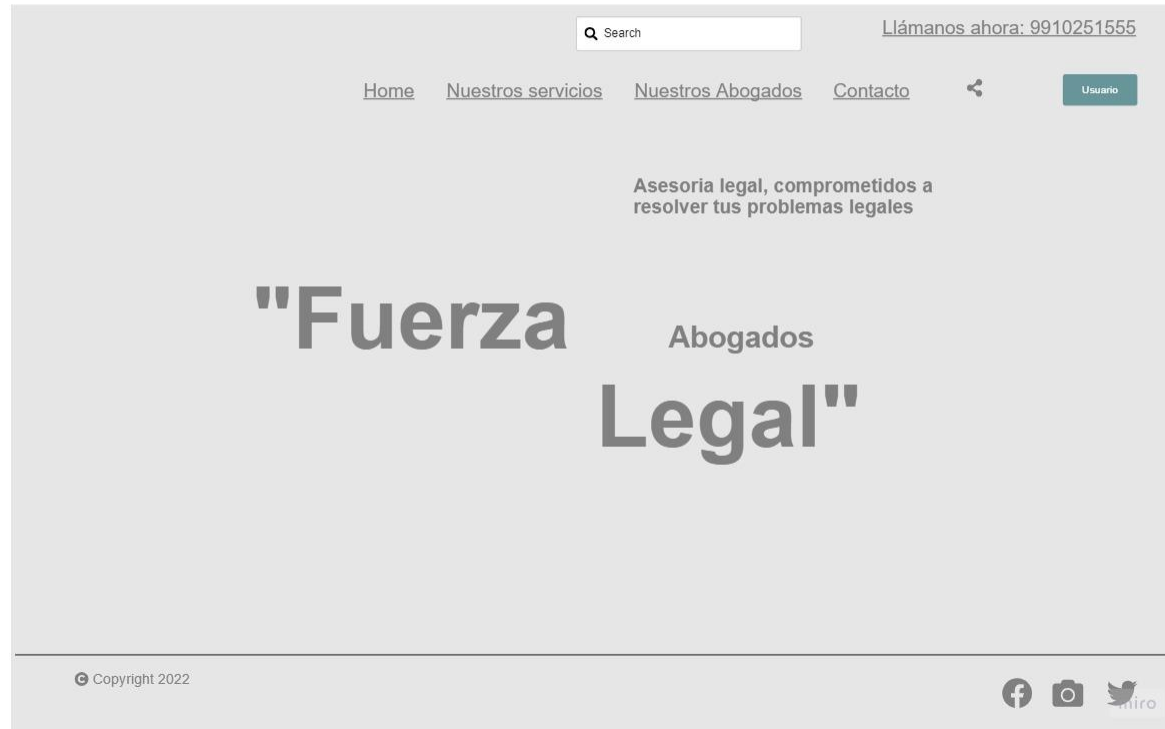 Search
Llámanos ahora: 9910251555
Home Nuestros servicios Nuestros Abogados Contacto
Usuario
Asesoria legal, comprometidos a
resolver tus problemas legales
"Fuerza
Abogados
Legal"
Copyright 2022
miro